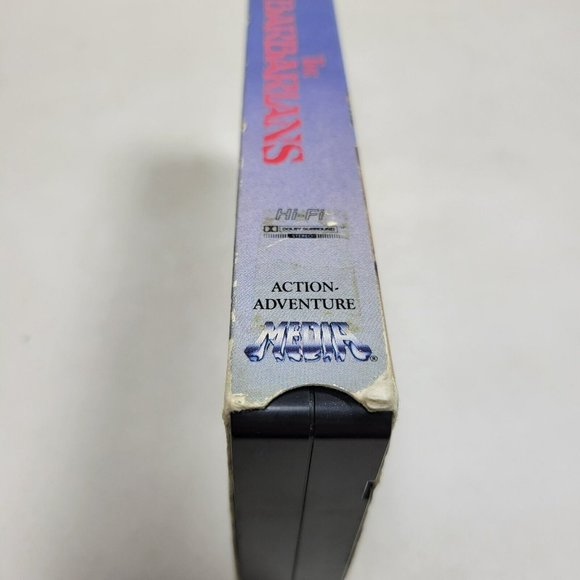 The
BARBARIANS
Hi-Fi
DOLBY SURROUND
STEREO
ACTION-
ADVENTURE
MEDIA®